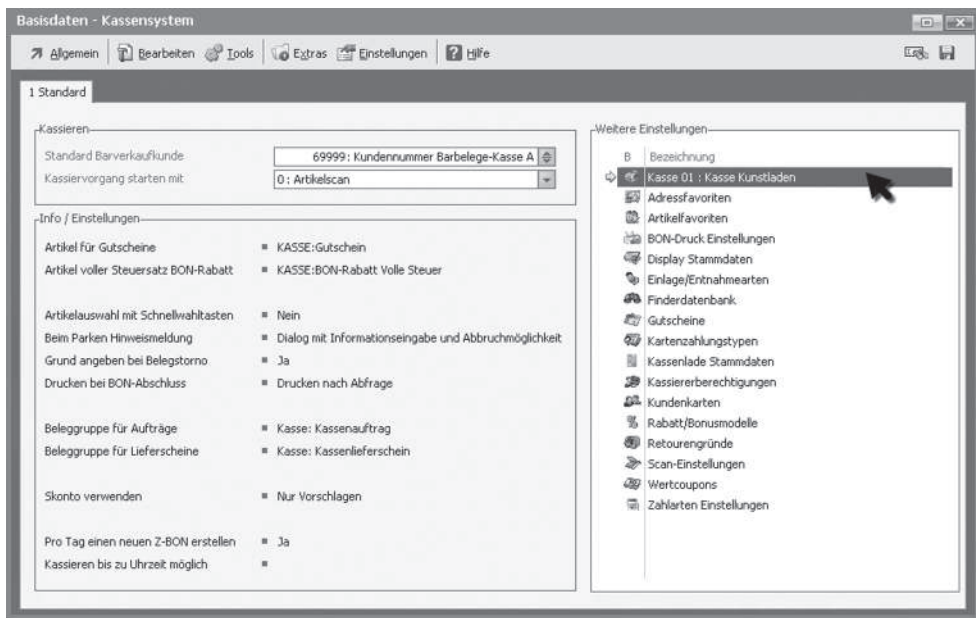 Basisdaten - Kassensystem
Allgemein Bearbeiten Tools Extras Einstellungen Hilfe
1 Standard
Kassieren
Standard Barverkaufkunde 69999: Kundennummer Barbelege-Kasse A
Kassiervorgang starten mit 0 : Artikelscan
Info / Einstellungen
Artikel für Gutscheine KASSE:Gutschein
Artikel voller Steuersatz BON-Rabatt KASSE:BON-Rabatt Volle Steuer
Artikelauswahl mit Schnellwahltasten Nein
Beim Parken Hinweismeldung Dialog mit Informationseingabe und Abbruchmöglichkeit
Grund angeben bei Belegstorno Ja
Drucken bei BON-Abschluss Drucken nach Abfrage
Beleggruppe für Aufträge Kasse: Kassenauftrag
Beleggruppe für Lieferscheine Kasse: Kassenlieferschein
Skonto verwenden Nur Vorschlagen
Pro Tag einen neuen Z-BON erstellen Ja
Kassieren bis zu Uhrzeit möglich
Weitere Einstellungen
B Bezeichnung
Kasse 01 : Kasse Kunstladen
Adressfavoriten
Artikelfavoriten
BON-Druck Einstellungen
Display Stammdaten
Einlage/Entnahmearten
Finderdatenbank
Gutscheine
Kartenzahlungstypen
Kassenlade Stammdaten
Kassiererberechtigungen
Kundenkarten
Rabatt/Bonusmodelle
Retourengründe
Scan-Einstellungen
Wertcoupons
Zahlarten Einstellungen